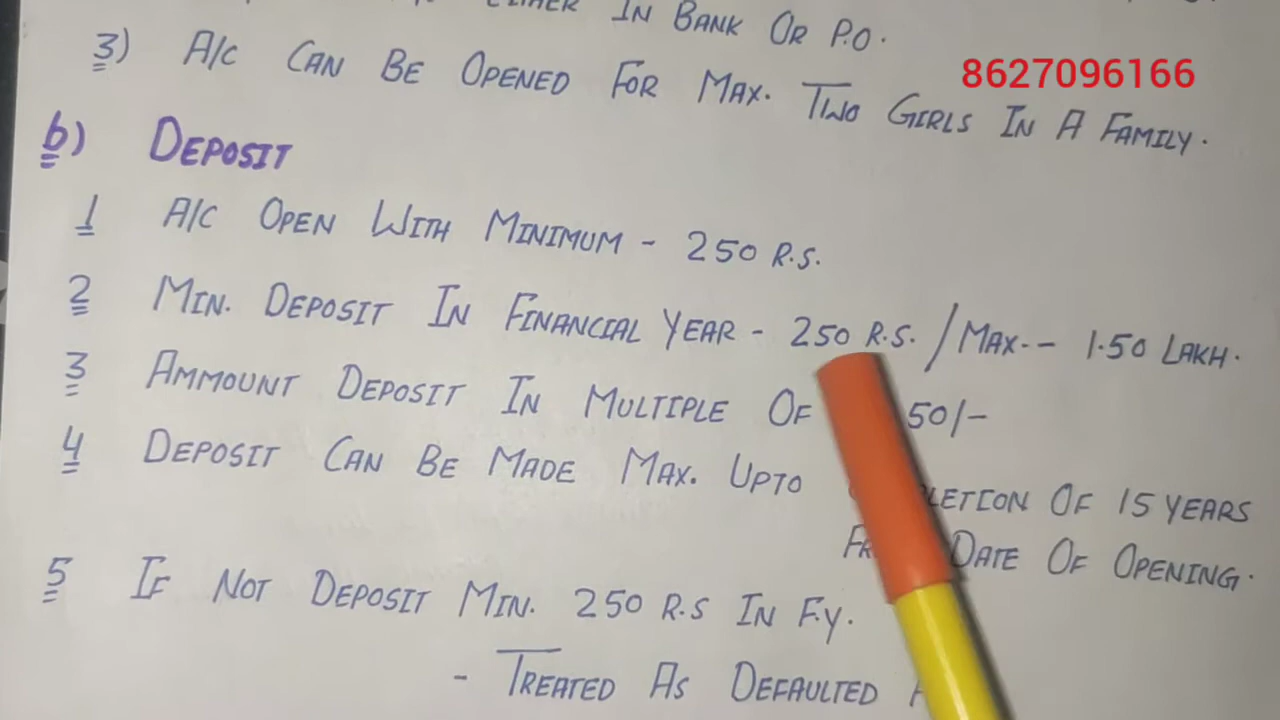 IN BANK OR P.O.
3) A/C CAN BE OPENED FOR MAX. TWO GIRLS IN A FAMILY.
8627096166
b) DEPOSIT
1 A/C OPEN WITH MINIMUM - 250 R.S.
2 MIN. DEPOSIT IN FINANCIAL YEAR - 250 R.S. / MAX. - 1.50 LAKH.
3 AMMOUNT DEPOSIT IN MULTIPLE OF 50/-
4 DEPOSIT CAN BE MADE MAX. UPTO OF 15 YEARS
DATE OF OPENING.
5 IF NOT DEPOSIT MIN. 250 R.S IN F.Y.
- TREATED AS DEFAULTED